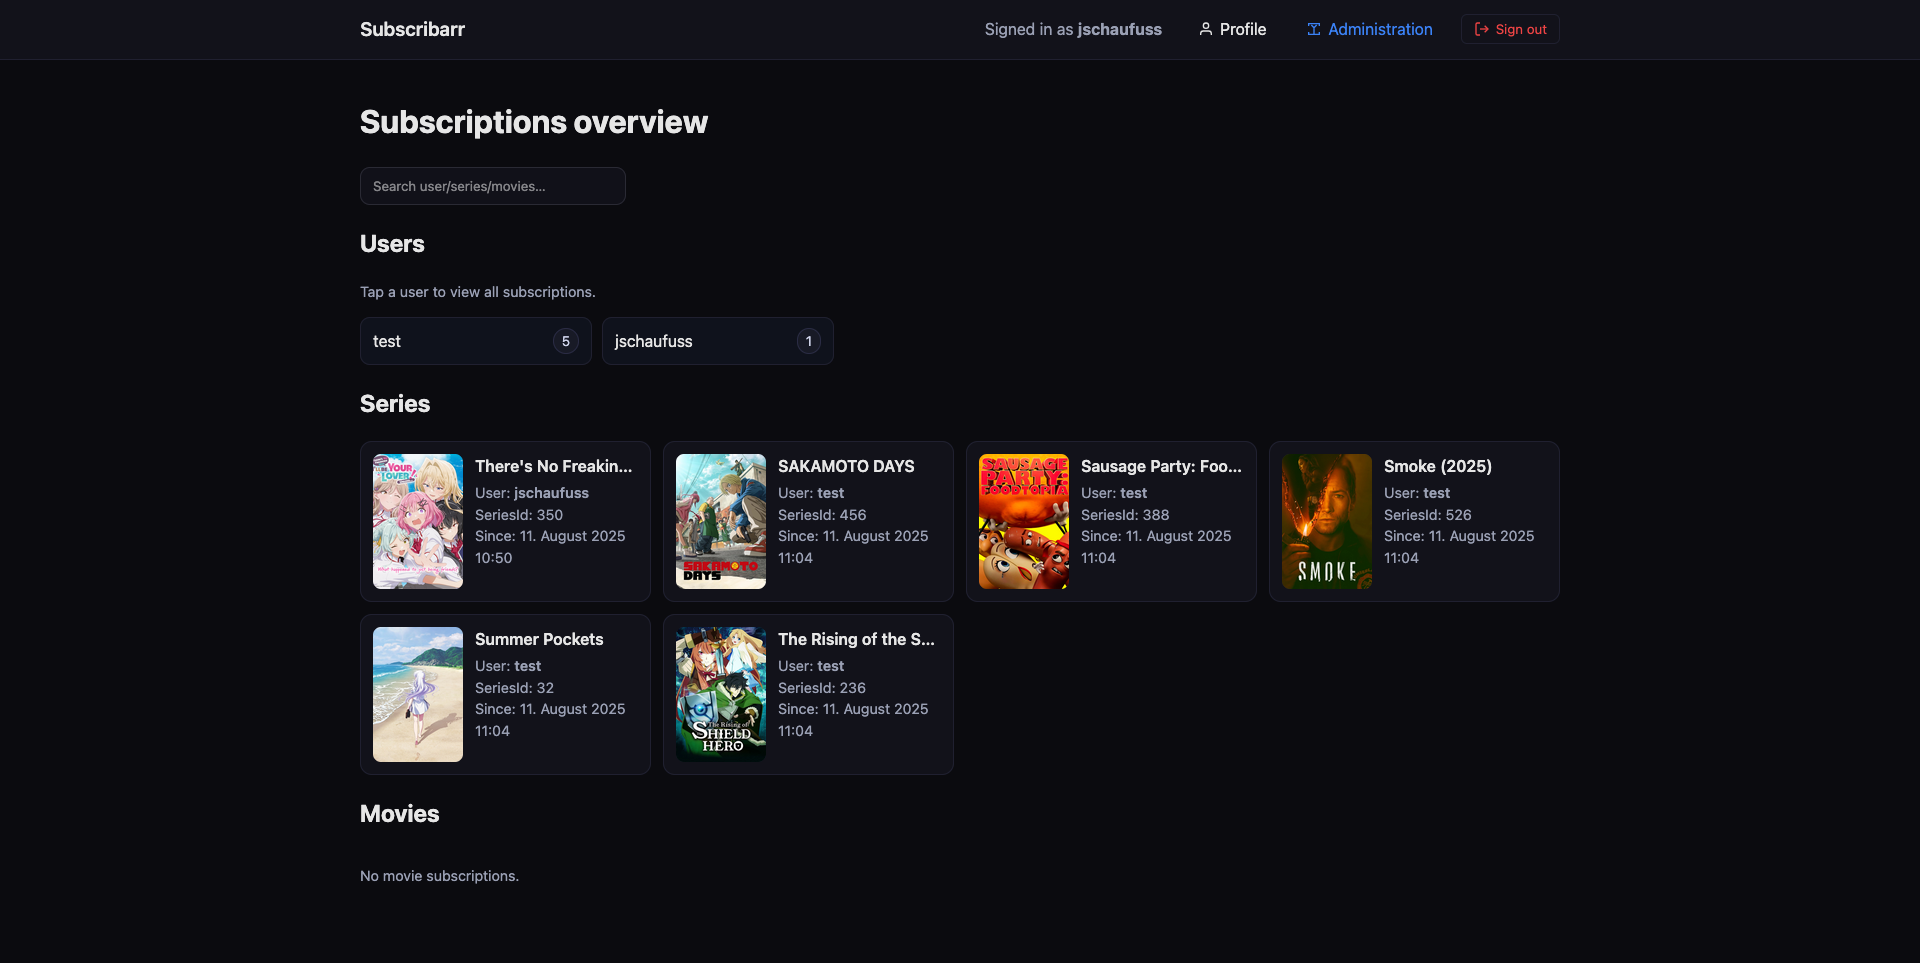 Subscribarr
Signed in as jschaufuss
Profile
Administration
Sign out
Subscriptions overview
Search user/series/movies...
Users
Tap a user to view all subscriptions.
test
5
jschaufuss
1
Series
YOUR
LOVER!
There's No Freakin...
User: jschaufuss
SeriesId: 350
Since: 11. August 2025
10:50
SAKAMOTO
DAYS
SAKAMOTO DAYS
User: test
SeriesId: 456
Since: 11. August 2025
11:04
SAUSAGE
PARTY:
FOODTOPIA
Sausage Party: Foo...
User: test
SeriesId: 388
Since: 11. August 2025
11:04
SMOKE
Smoke (2025)
User: test
SeriesId: 526
Since: 11. August 2025
11:04
Summer Pockets
User: test
SeriesId: 32
Since: 11. August 2025
11:04
The Rising of the
SHIELD
HERO
The Rising of the S...
User: test
SeriesId: 236
Since: 11. August 2025
11:04
Movies
No movie subscriptions.